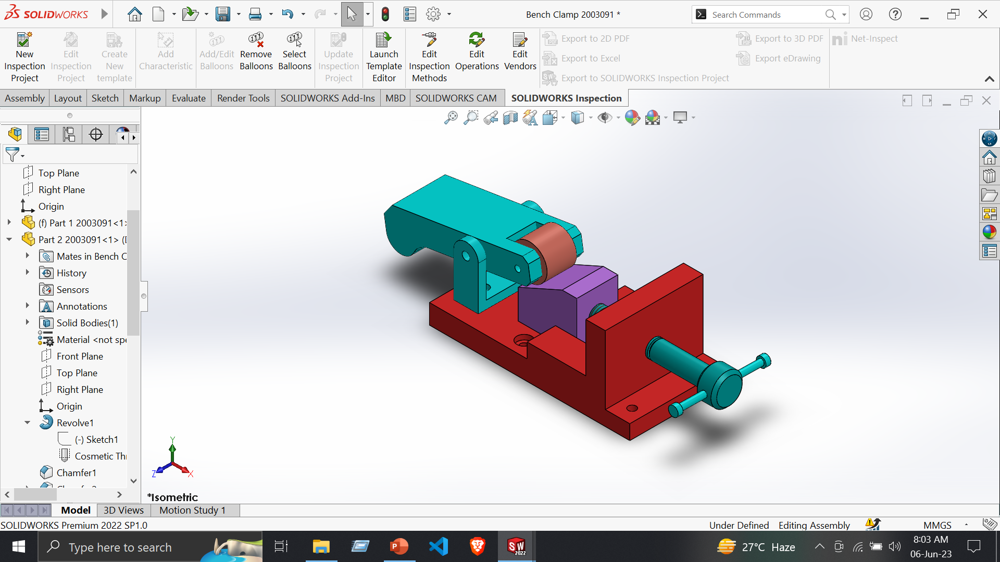 SOLIDWORKS
Bench Clamp 2003091 *
Search Commands
New Inspection Project
Edit Inspection Project
Create New template
Add Characteristic
Add/Edit Balloons
Remove Balloons
Select Balloons
Update Inspection Project
Launch Template Editor
Edit Inspection Methods
Edit Operations
Edit Vendors
Export to 2D PDF
Export to Excel
Export to SOLIDWORKS Inspection Project
Export to 3D PDF
Export eDrawing
Net-Inspect
Assembly
Layout
Sketch
Markup
Evaluate
Render Tools
SOLIDWORKS Add-Ins
MBD
SOLIDWORKS CAM
SOLIDWORKS Inspection
Top Plane
Right Plane
Origin
(f) Part 1 2003091<1>
Part 2 2003091<1> (
Mates in Bench C
History
Sensors
Annotations
Solid Bodies(1)
Material <not spe
Front Plane
Top Plane
Right Plane
Origin
Revolve1
(-) Sketch1
Cosmetic Thr
Chamfer1
Y
Z
X
*Isometric
Model
3D Views
Motion Study 1
SOLIDWORKS Premium 2022 SP1.0
Under Defined
Editing Assembly
MMGS
Type here to search
SW
2022
27°C Haze
8:03 AM
06-Jun-23